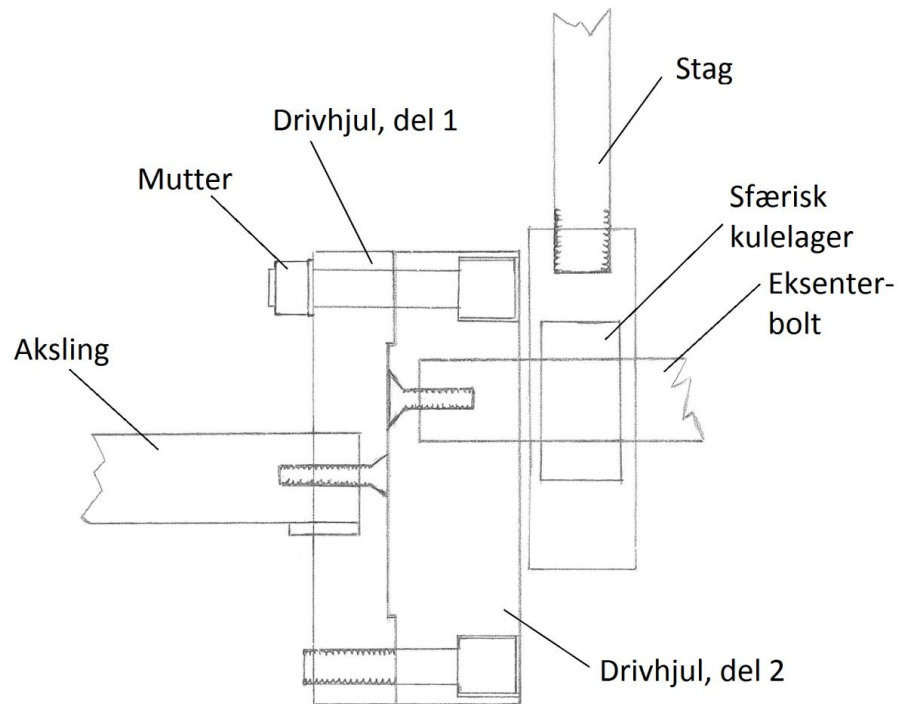 Stag
Drivhjul, del 1
Mutter
Sfærisk
kulelager
Eksenter-
bolt
Aksling
Drivhjul, del 2